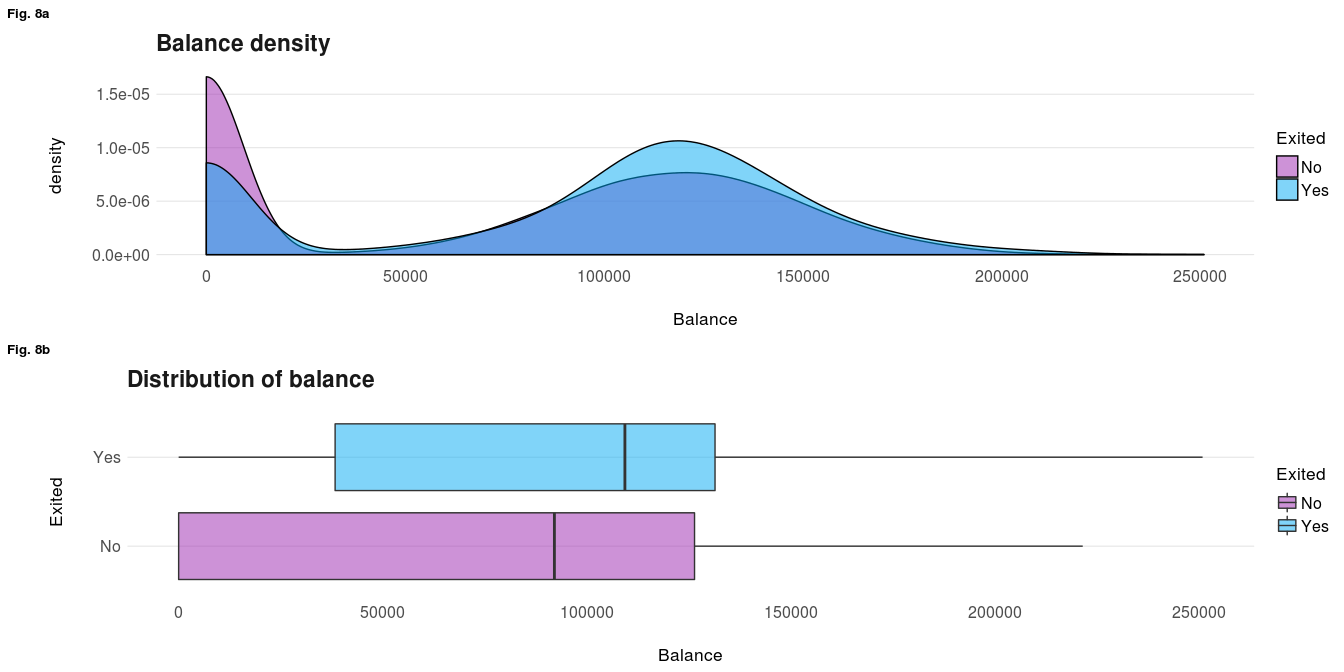 Fig. 8a
Balance density
1.5e-05
1.0e-05
5.0e-06
0.0e+00
density
0 50000 100000 150000 200000 250000
Balance
Exited
No
Yes
Fig. 8b
Distribution of balance
Yes
No
Exited
0 50000 100000 150000 200000 250000
Balance
Exited
No
Yes